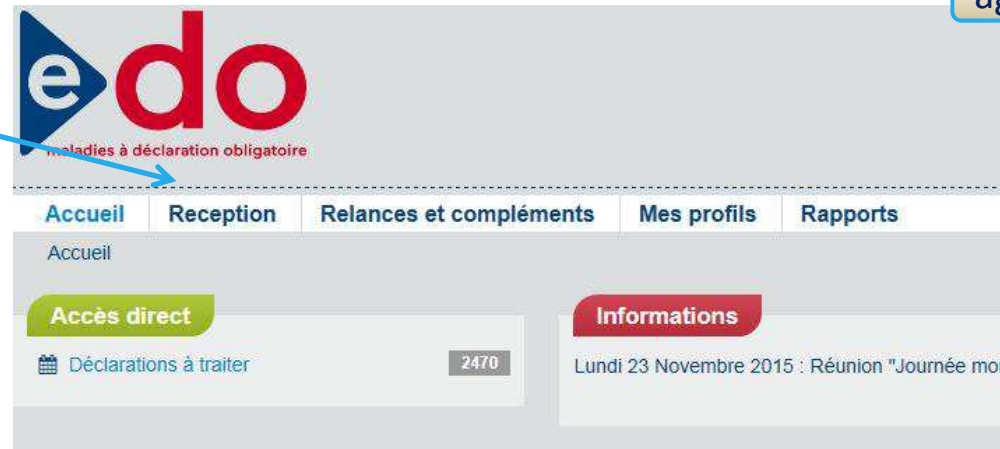 e do
maladies à déclaration obligatoire
Accueil Reception Relances et compléments Mes profils Rapports
Accueil
Accès direct
Informations
Déclarations à traiter 2470
Lundi 23 Novembre 2015 : Réunion "Journée